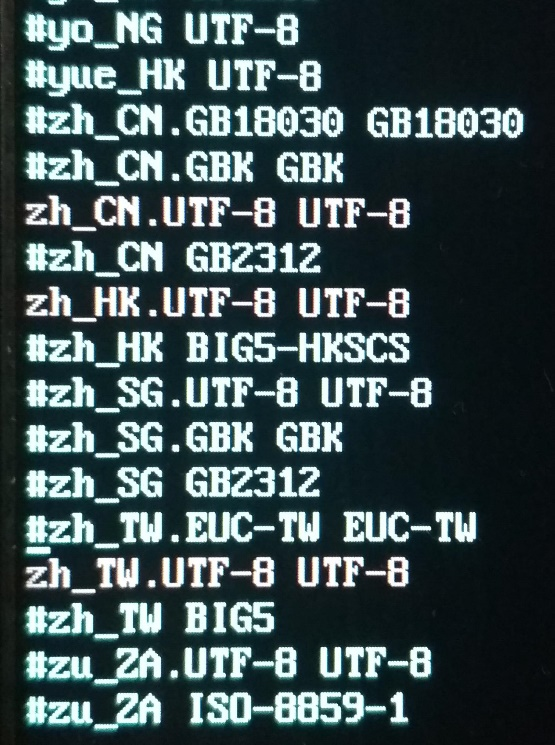 #yo_NG UTF-8
#yue_HK UTF-8
#zh_CN.GB18030 GB18030
#zh_CN.GBK GBK
zh_CN.UTF-8 UTF-8
#zh_CN GB2312
zh_HK.UTF-8 UTF-8
#zh_HK BIG5-HKSCS
#zh_SG.UTF-8 UTF-8
#zh_SG.GBK GBK
#zh_SG GB2312
#zh_TW.EUC-TW EUC-TW
zh_TW.UTF-8 UTF-8
#zh_TW BIG5
#zu_ZA.UTF-8 UTF-8
#zu_ZA ISO-8859-1